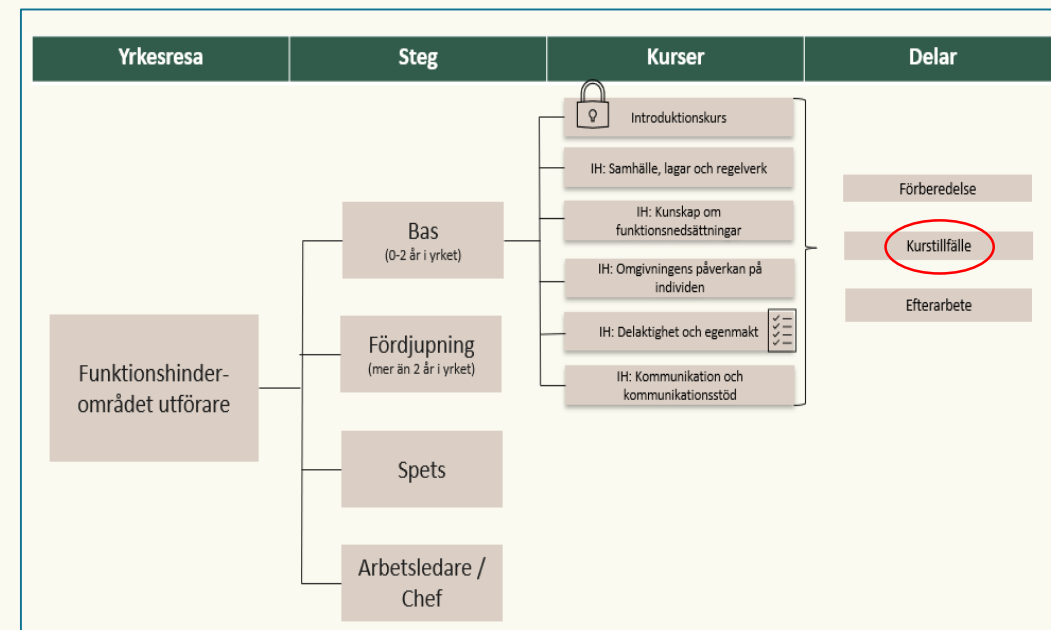 Yrkesresa
Steg
Kurser
Delar
Funktionshinder-
området utförare
Bas
(0-2 år i yrket)
Fördjupning
(mer än 2 år i yrket)
Spets
Arbetsledare /
Chef
Introduktionskurs
IH: Samhälle, lagar och regelverk
IH: Kunskap om
funktionsnedsättningar
IH: Omgivningens påverkan på
individen
IH: Delaktighet och egenmakt
IH: Kommunikation och
kommunikationsstöd
Förberedelse
Kurstillfälle
Efterarbete